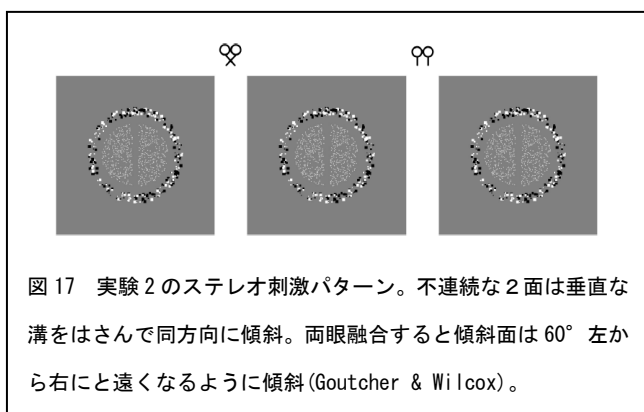 図 17　実験 2 のステレオ刺激パターン。不連続な２面は垂直な
溝をはさんで同方向に傾斜。両眼融合すると傾斜面は 60° 左か
ら右にと遠くなるように傾斜(Goutcher & Wilcox)。